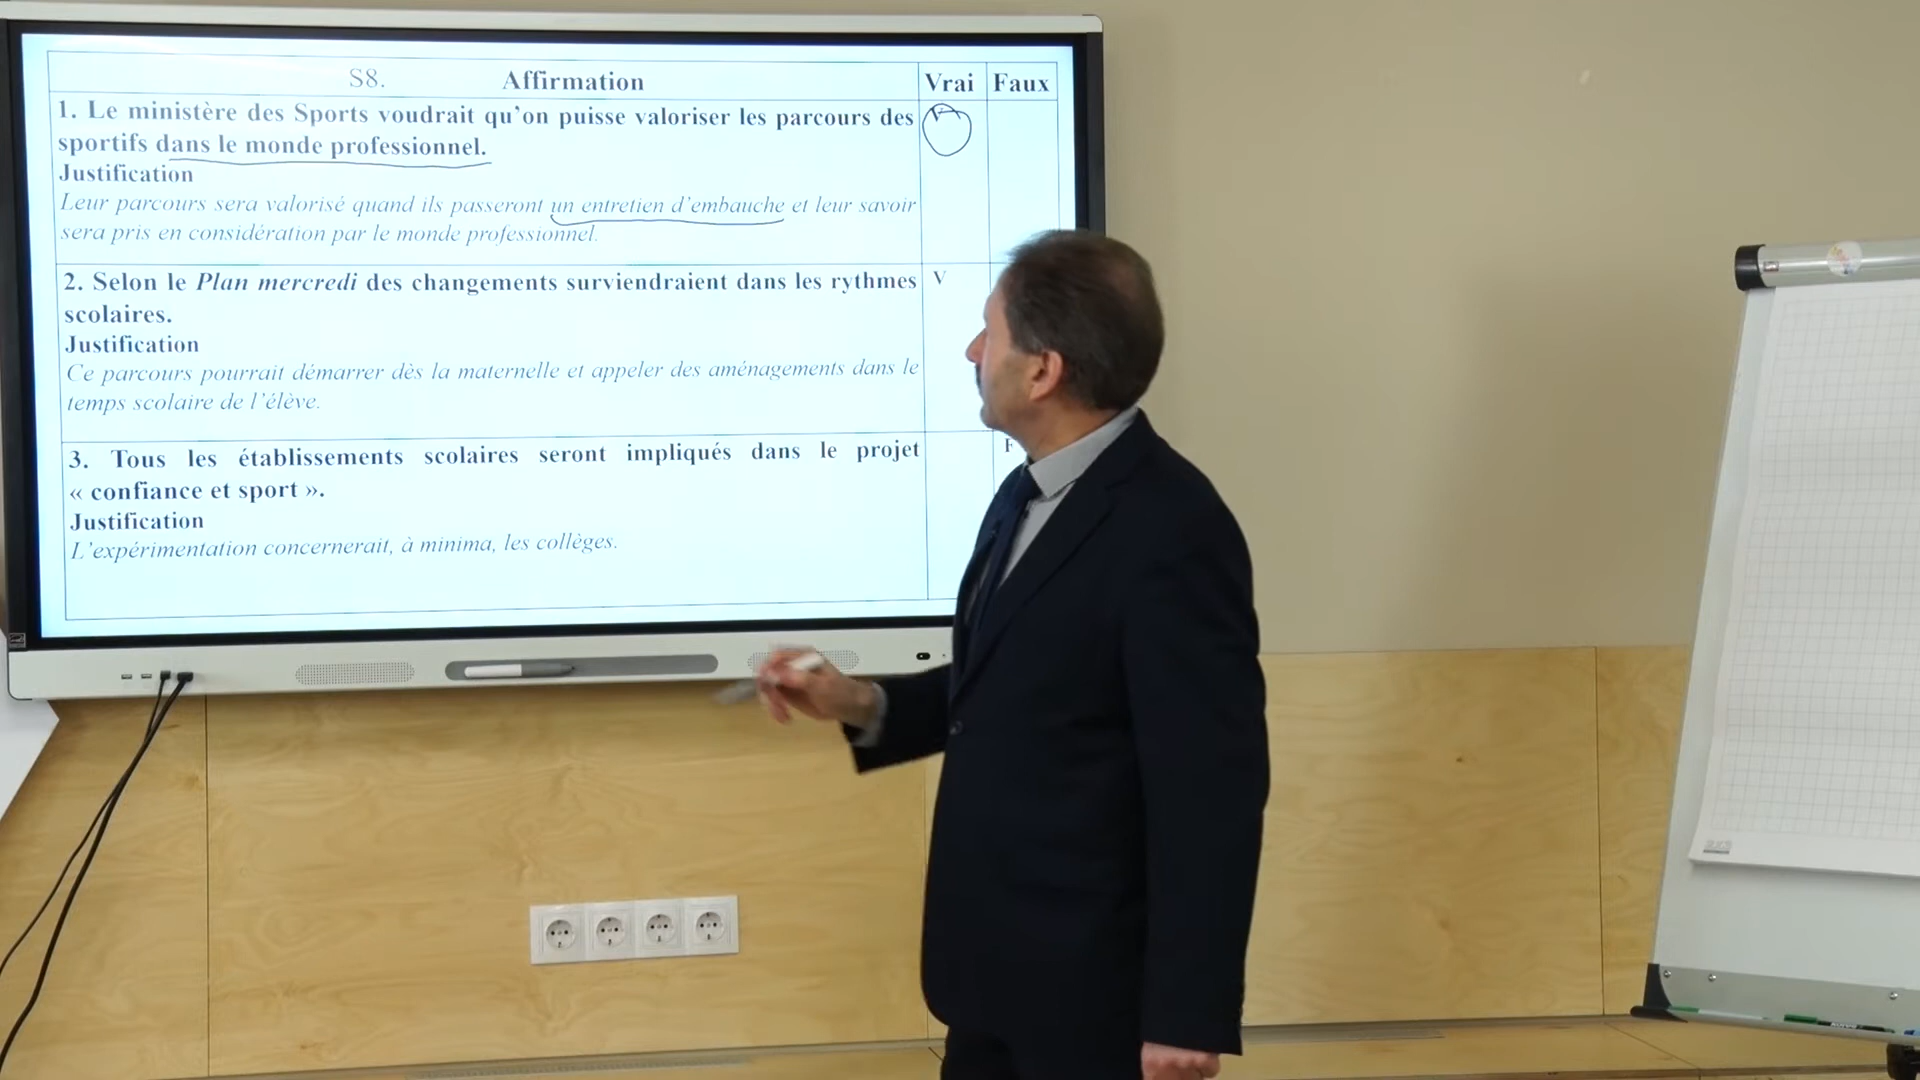 S8. Affirmation Vrai Faux
1. Le ministère des Sports voudrait qu’on puisse valoriser les parcours des
sportifs dans le monde professionnel.
Justification
Leur parcours sera valorisé quand ils passeront un entretien d’embauche et leur savoir
sera pris en considération par le monde professionnel.
2. Selon le Plan mercredi des changements surviendraient dans les rythmes V
scolaires.
Justification
Ce parcours pourrait démarrer dès la maternelle et appeler des aménagements dans le
temps scolaire de l’élève.
3. Tous les établissements scolaires seront impliqués dans le projet F
« confiance et sport ».
Justification
L’expérimentation concernerait, à minima, les collèges.